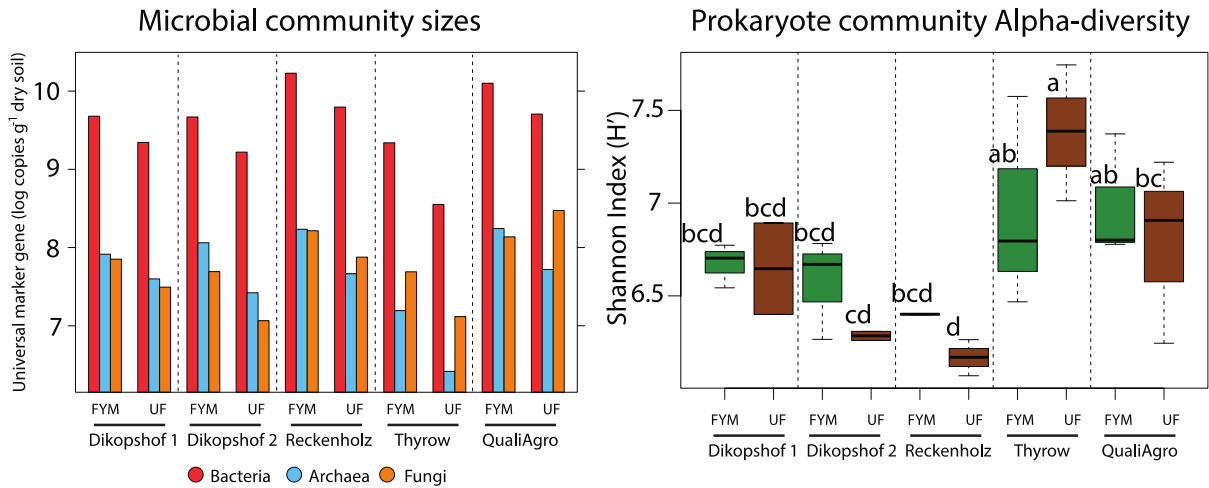 Microbial community sizes
Universal marker gene (log copies g⁻¹ dry soil)
10
9
8
7
FYM UF FYM UF FYM UF FYM UF FYM UF
Dikopshof 1 Dikopshof 2 Reckenholz Thyrow QualiAgro
Bacteria Archaea Fungi
Prokaryote community Alpha-diversity
Shannon Index (H')
7.5
7
6.5
bcd bcd bcd cd bcd d ab a ab bc
FYM UF FYM UF FYM UF FYM UF FYM UF
Dikopshof 1 Dikopshof 2 Reckenholz Thyrow QualiAgro